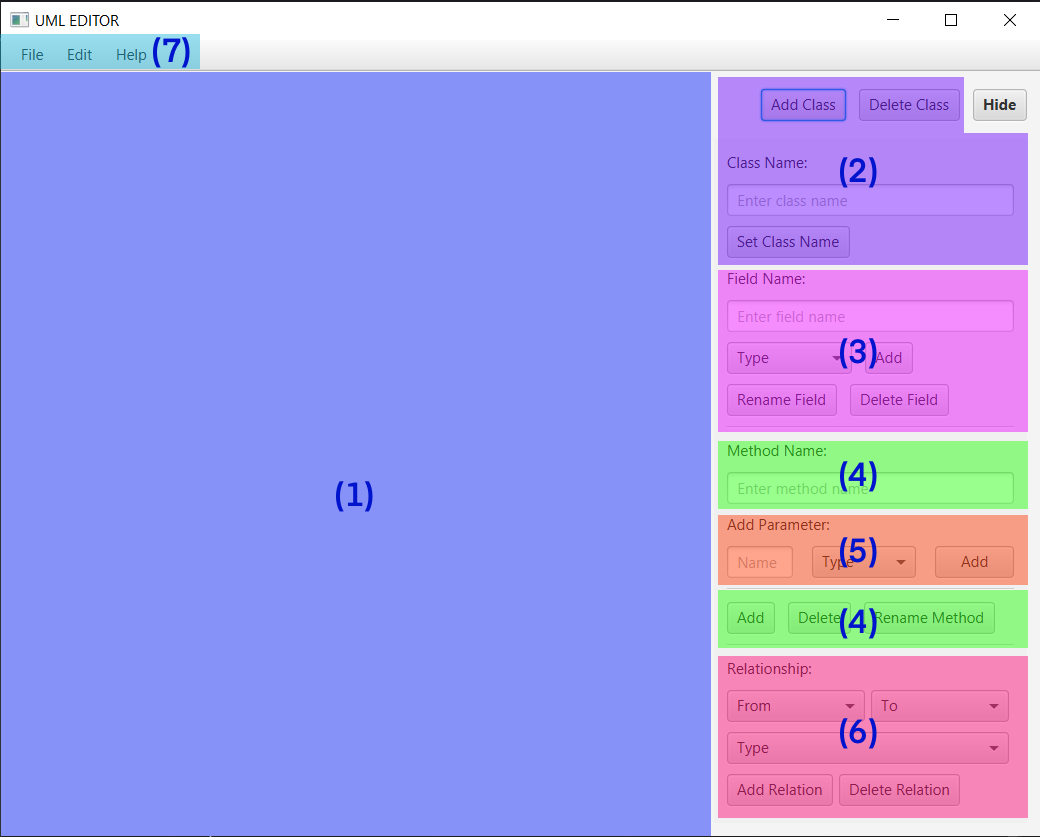 UML EDITOR
File Edit Help (7)
Add Class Delete Class Hide
Class Name:
(2)
Enter class name
Set Class Name
Field Name:
Enter field name
Type (3) Add
Rename Field Delete Field
Method Name:
(4)
Enter method name
(1)
Add Parameter:
(5)
Name Type Add
Add Delete (4) Rename Method
Relationship:
From To
(6)
Type
Add Relation Delete Relation